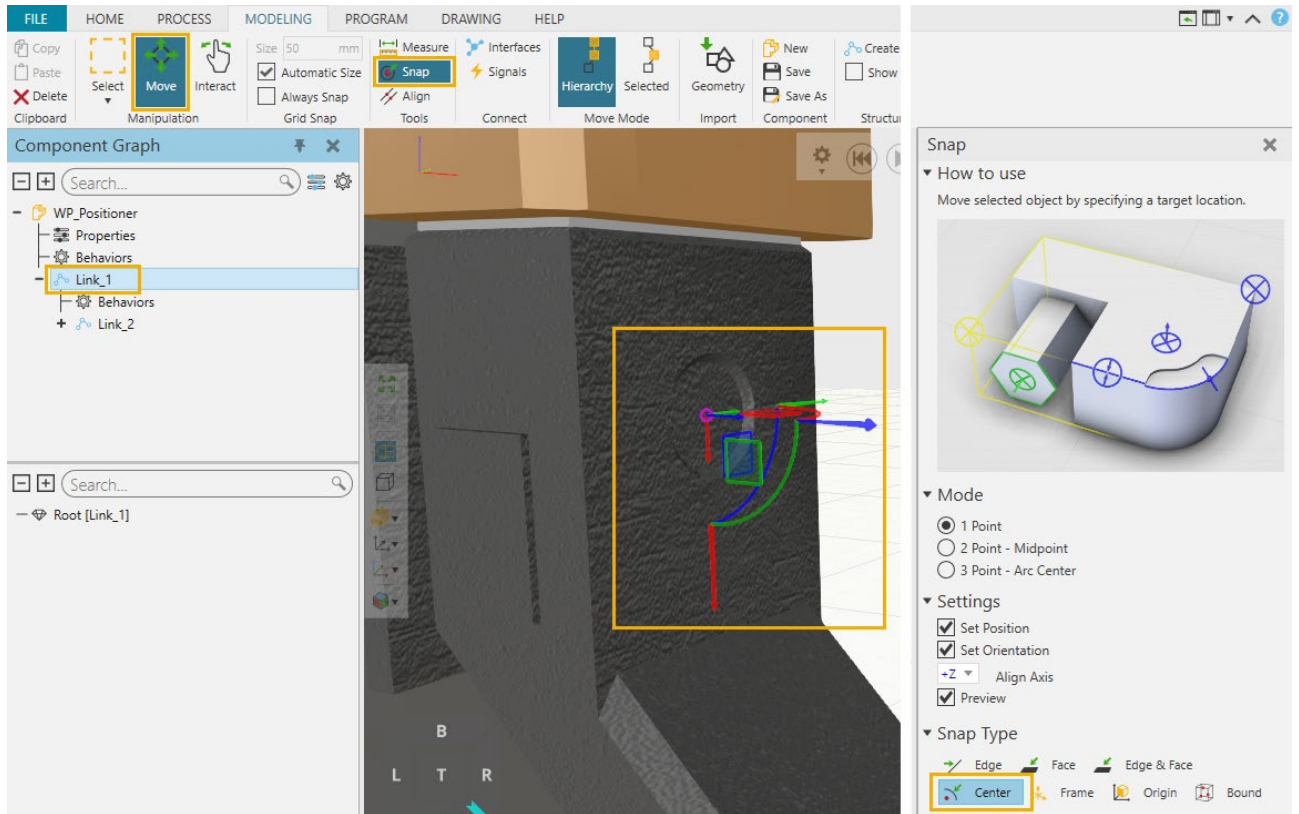 FILE HOME PROCESS MODELING PROGRAM DRAWING HELP
Copy
Paste
Delete
Clipboard
Select
Move
Interact
Manipulation
Size 50 mm
Automatic Size
Always Snap
Grid Snap
Measure
Snap
Align
Tools
Interfaces
Signals
Connect
Hierarchy
Selected
Move Mode
Geometry
Import
New
Save
Save As
Component
Create
Show
Structu
Component Graph
Search...
WP_Positioner
Properties
Behaviors
Link_1
Behaviors
Link_2
Search...
Root [Link_1]
B
L T R
Snap
How to use
Move selected object by specifying a target location.
Mode
1 Point
2 Point - Midpoint
3 Point - Arc Center
Settings
Set Position
Set Orientation
+Z Align Axis
Preview
Snap Type
Edge Face Edge & Face
Center Frame Origin Bound